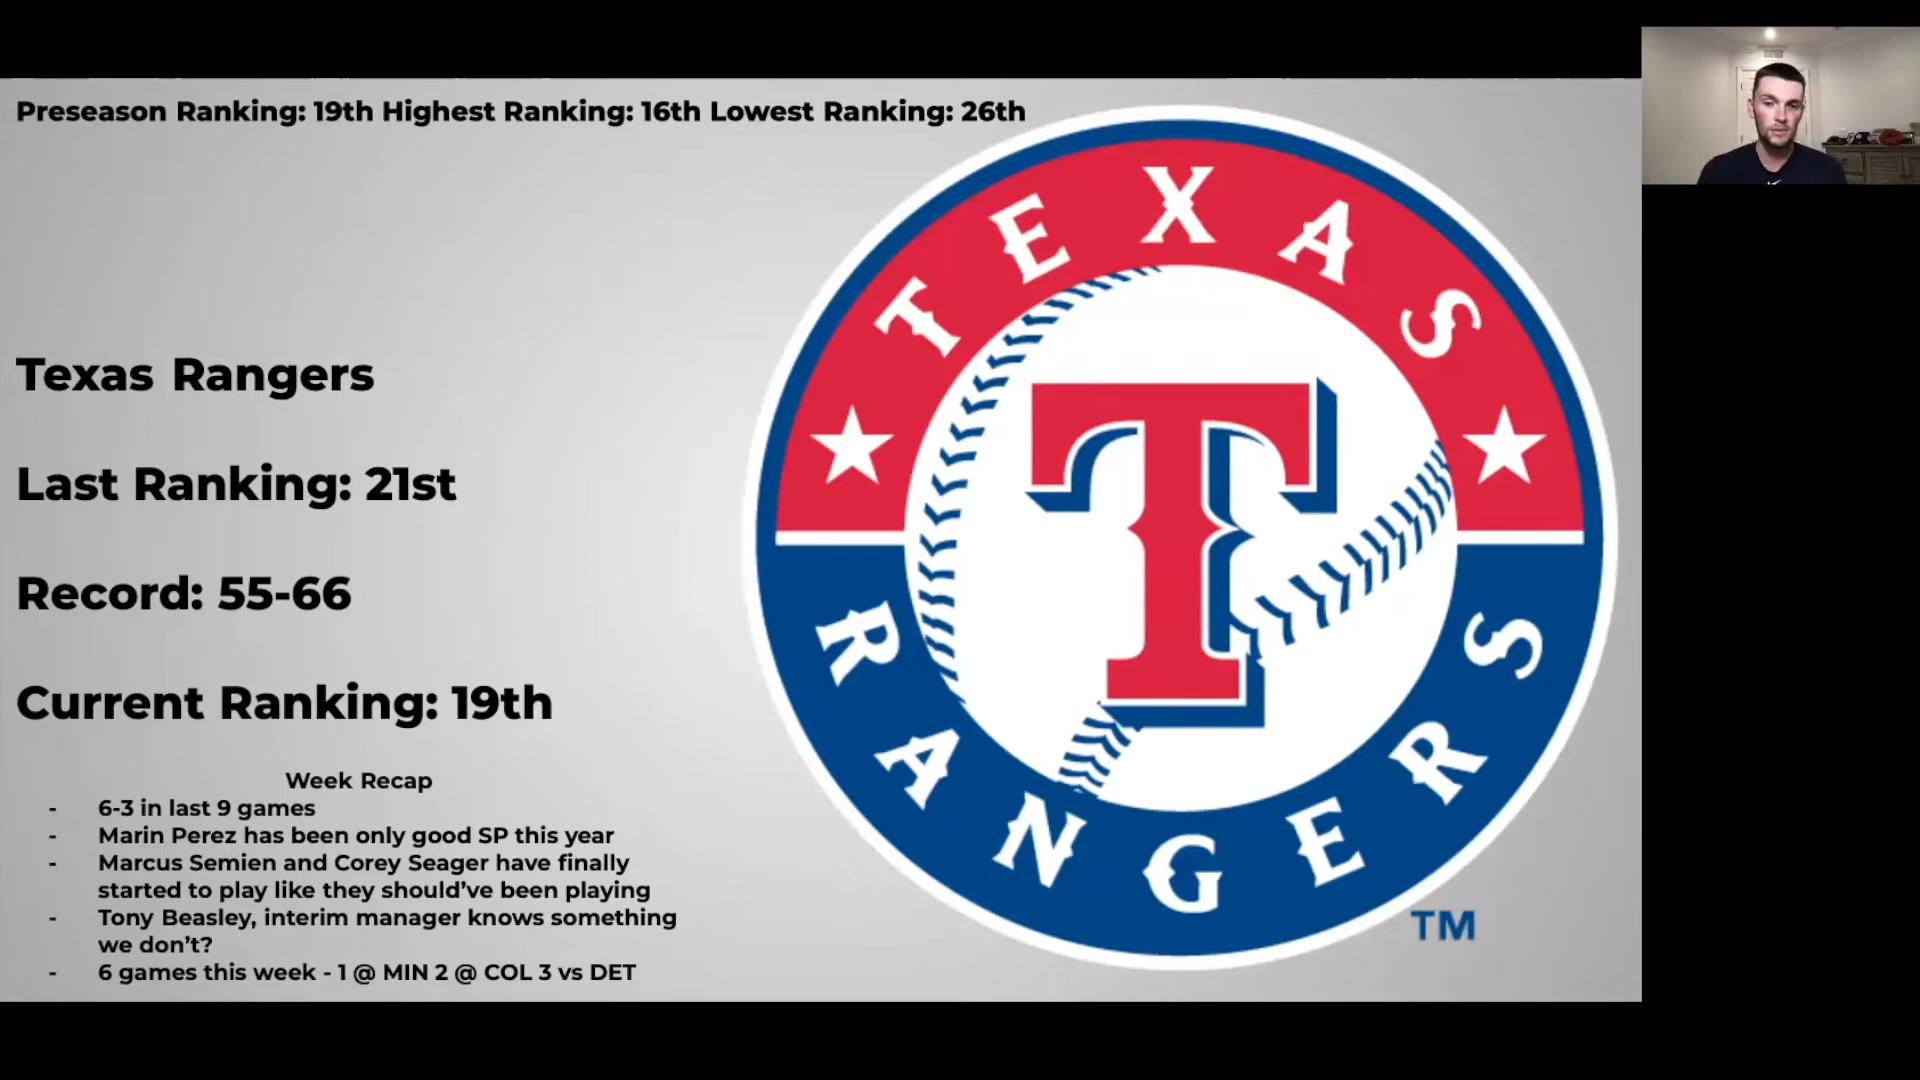 Preseason Ranking: 19th Highest Ranking: 16th Lowest Ranking: 26th
TEXAS
RANGERS
T
TM
Texas Rangers
Last Ranking: 21st
Record: 55-66
Current Ranking: 19th
Week Recap
- 6-3 in last 9 games
- Marin Perez has been only good SP this year
- Marcus Semien and Corey Seager have finally
started to play like they should've been playing
- Tony Beasley, interim manager knows something
we don't?
- 6 games this week - 1 @ MIN 2 @ COL 3 vs DET